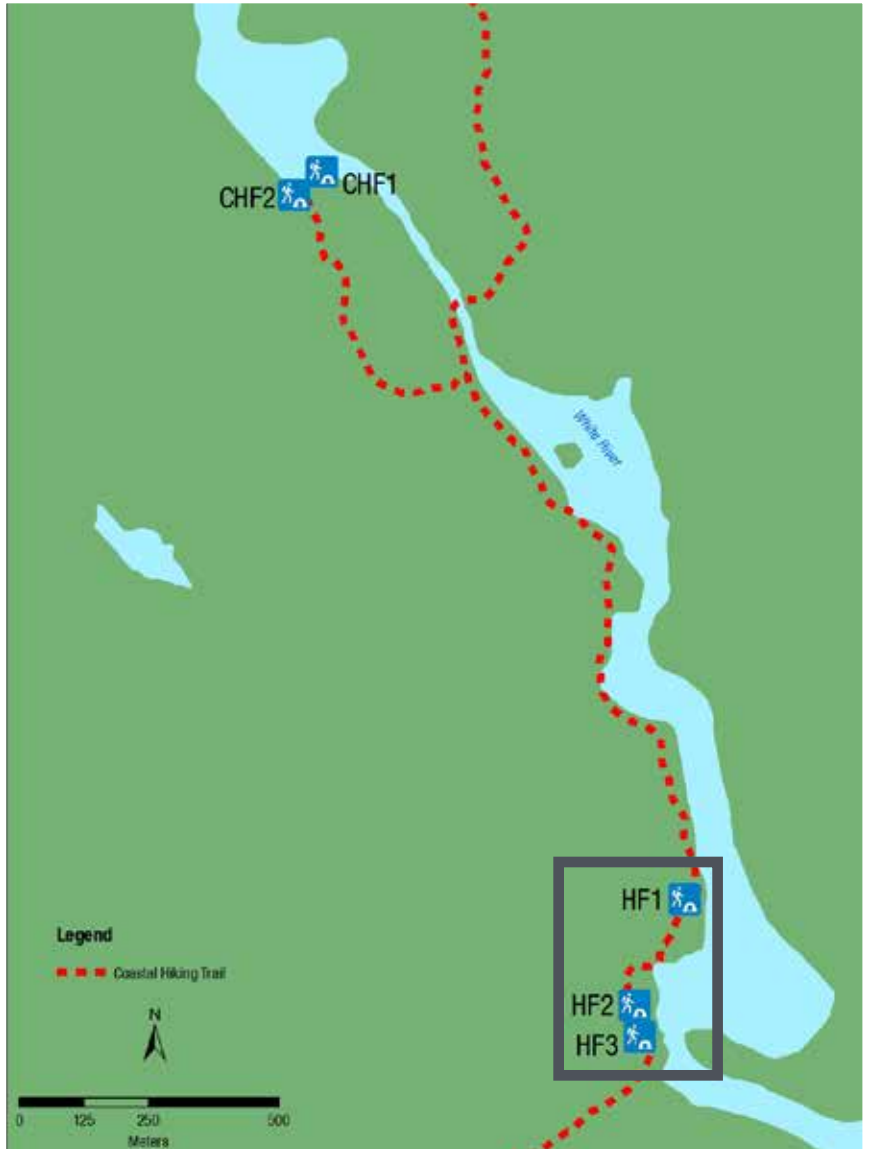 CHF2
CHF1
White River
HF1
HF2
HF3
Legend
Coastal Hiking Trail
N
0 125 250 500
Meters